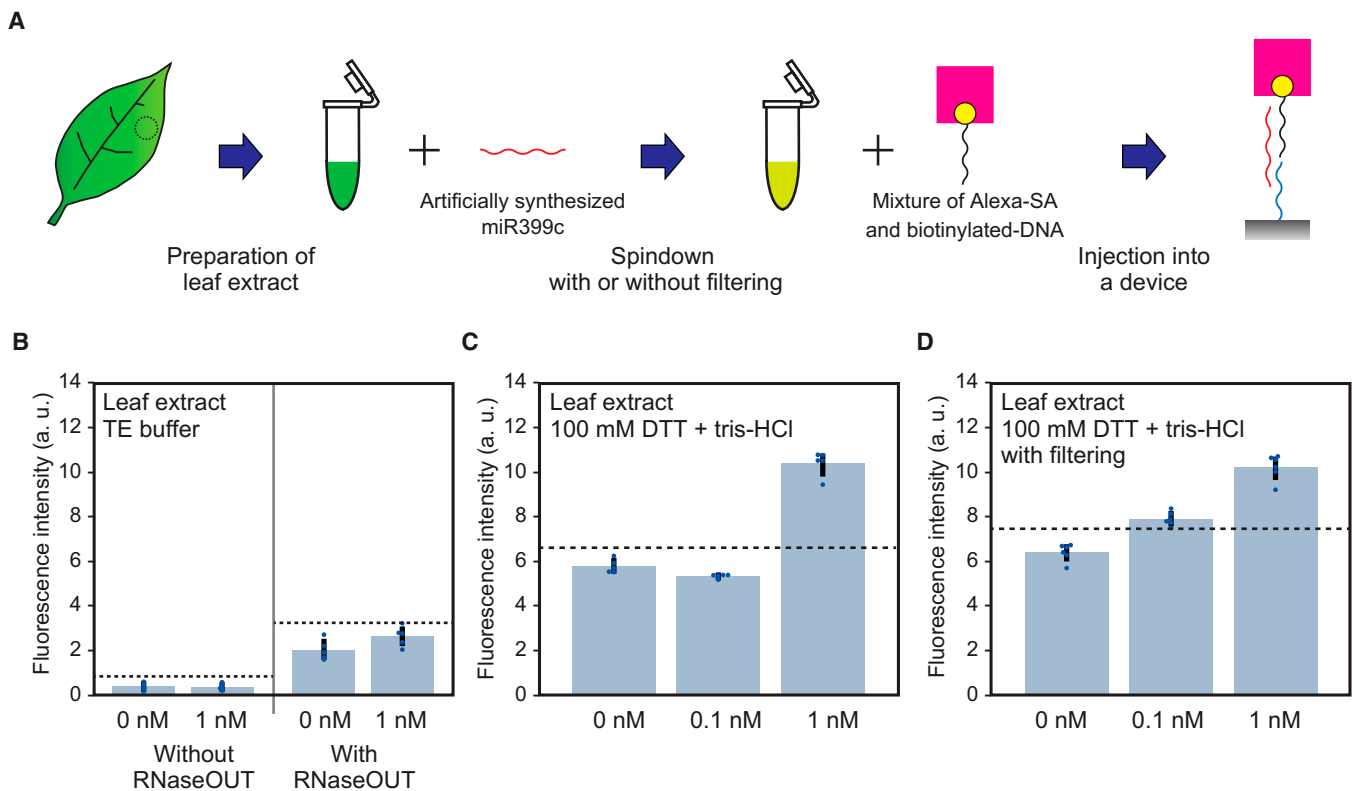 A
Preparation of
leaf extract
Artificially synthesized
miR399c
Spindown
with or without filtering
Mixture of Alexa-SA
and biotinylated-DNA
Injection into
a device
B
Fluorescence intensity (a. u.)
14
12
10
8
6
4
2
0
Leaf extract
TE buffer
0 nM 1 nM 0 nM 1 nM
Without
RNaseOUT
With
RNaseOUT
C
Fluorescence intensity (a. u.)
14
12
10
8
6
4
2
0
Leaf extract
100 mM DTT + tris-HCl
0 nM 0.1 nM 1 nM
D
Fluorescence intensity (a. u.)
14
12
10
8
6
4
2
0
Leaf extract
100 mM DTT + tris-HCl
with filtering
0 nM 0.1 nM 1 nM